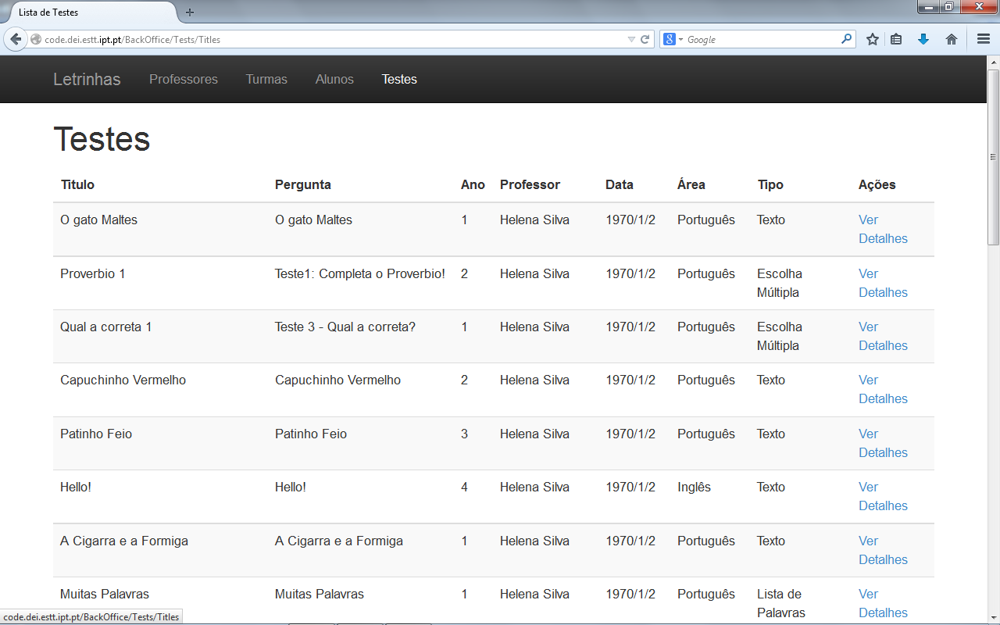 Lista de Testes
code.dei.estt.ipt.pt/BackOffice/Tests/Titles
Google
Letrinhas Professores Turmas Alunos Testes
Testes
Titulo Pergunta Ano Professor Data Área Tipo Ações
O gato Maltes O gato Maltes 1 Helena Silva 1970/1/2 Português Texto Ver
Detalhes
Proverbio 1 Teste1: Completa o Proverbio! 2 Helena Silva 1970/1/2 Português Escolha Ver
Múltipla Detalhes
Qual a correta 1 Teste 3 - Qual a correta? 1 Helena Silva 1970/1/2 Português Escolha Ver
Múltipla Detalhes
Capuchinho Vermelho Capuchinho Vermelho 2 Helena Silva 1970/1/2 Português Texto Ver
Detalhes
Patinho Feio Patinho Feio 3 Helena Silva 1970/1/2 Português Texto Ver
Detalhes
Hello! Hello! 4 Helena Silva 1970/1/2 Inglês Texto Ver
Detalhes
A Cigarra e a Formiga A Cigarra e a Formiga 1 Helena Silva 1970/1/2 Português Texto Ver
Detalhes
Muitas Palavras Muitas Palavras 1 Helena Silva 1970/1/2 Português Lista de Ver
Palavras Detalhes
code.dei.estt.ipt.pt/BackOffice/Tests/Titles